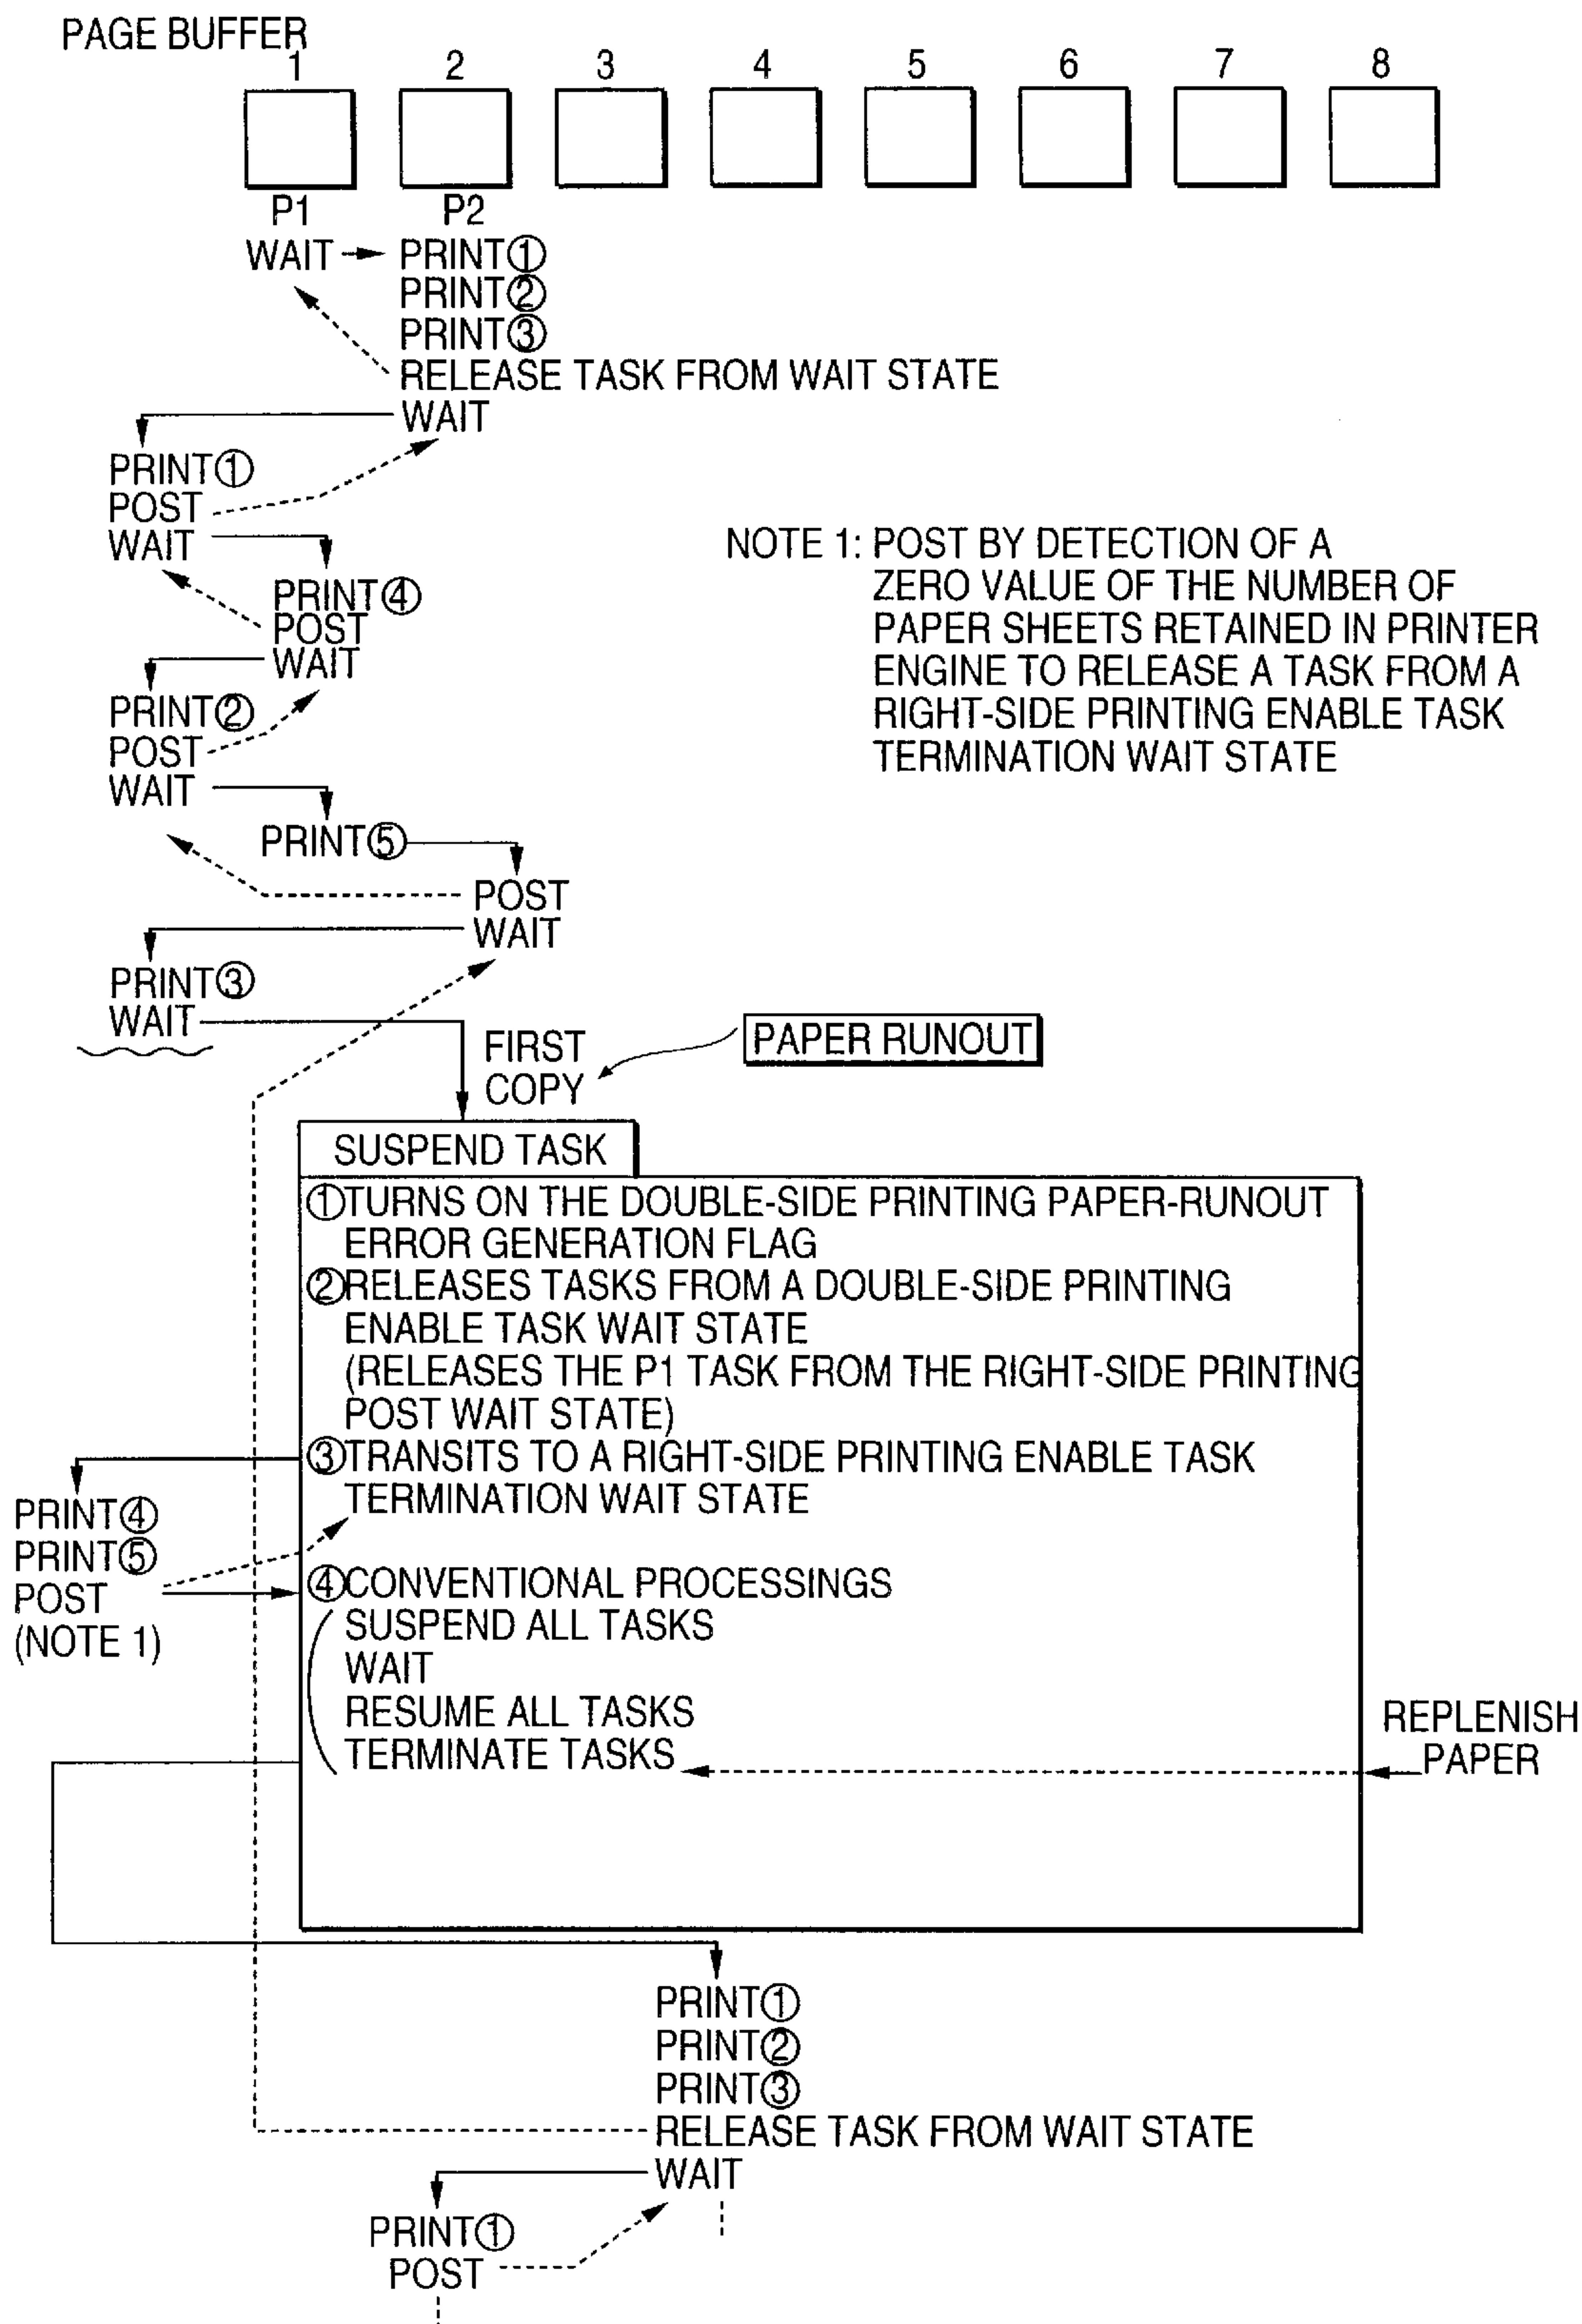 PAGE BUFFER
1 2 3 4 5 6 7 8
P1 P2
WAIT PRINT①
PRINT②
PRINT③
RELEASE TASK FROM WAIT STATE
WAIT
PRINT①
POST
WAIT
NOTE 1: POST BY DETECTION OF A
ZERO VALUE OF THE NUMBER OF
PAPER SHEETS RETAINED IN PRINTER
ENGINE TO RELEASE A TASK FROM A
RIGHT-SIDE PRINTING ENABLE TASK
TERMINATION WAIT STATE
PRINT④
POST
WAIT
PRINT②
POST
WAIT
PRINT⑤
POST
WAIT
PRINT③
WAIT
FIRST
COPY
PAPER RUNOUT
SUSPEND TASK
①TURNS ON THE DOUBLE-SIDE PRINTING PAPER-RUNOUT
ERROR GENERATION FLAG
②RELEASES TASKS FROM A DOUBLE-SIDE PRINTING
ENABLE TASK WAIT STATE
(RELEASES THE P1 TASK FROM THE RIGHT-SIDE PRINTING
POST WAIT STATE)
③TRANSITS TO A RIGHT-SIDE PRINTING ENABLE TASK
TERMINATION WAIT STATE
PRINT④
PRINT⑤
POST
(NOTE 1)
④CONVENTIONAL PROCESSINGS
SUSPEND ALL TASKS
WAIT
RESUME ALL TASKS
TERMINATE TASKS
REPLENISH
PAPER
PRINT①
PRINT②
PRINT③
RELEASE TASK FROM WAIT STATE
WAIT
PRINT①
POST